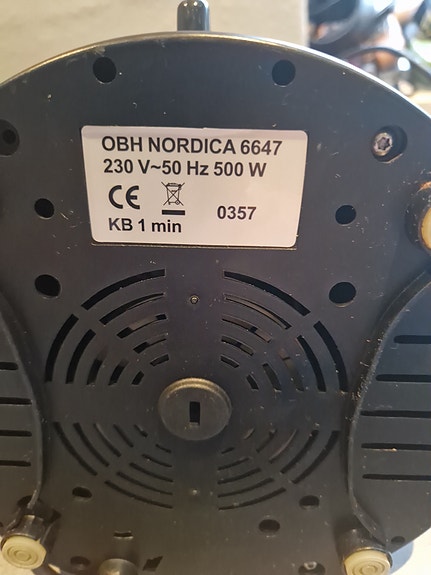 OBH NORDICA 6647
230 V~50 Hz 500 W
CE
0357
KB 1 min